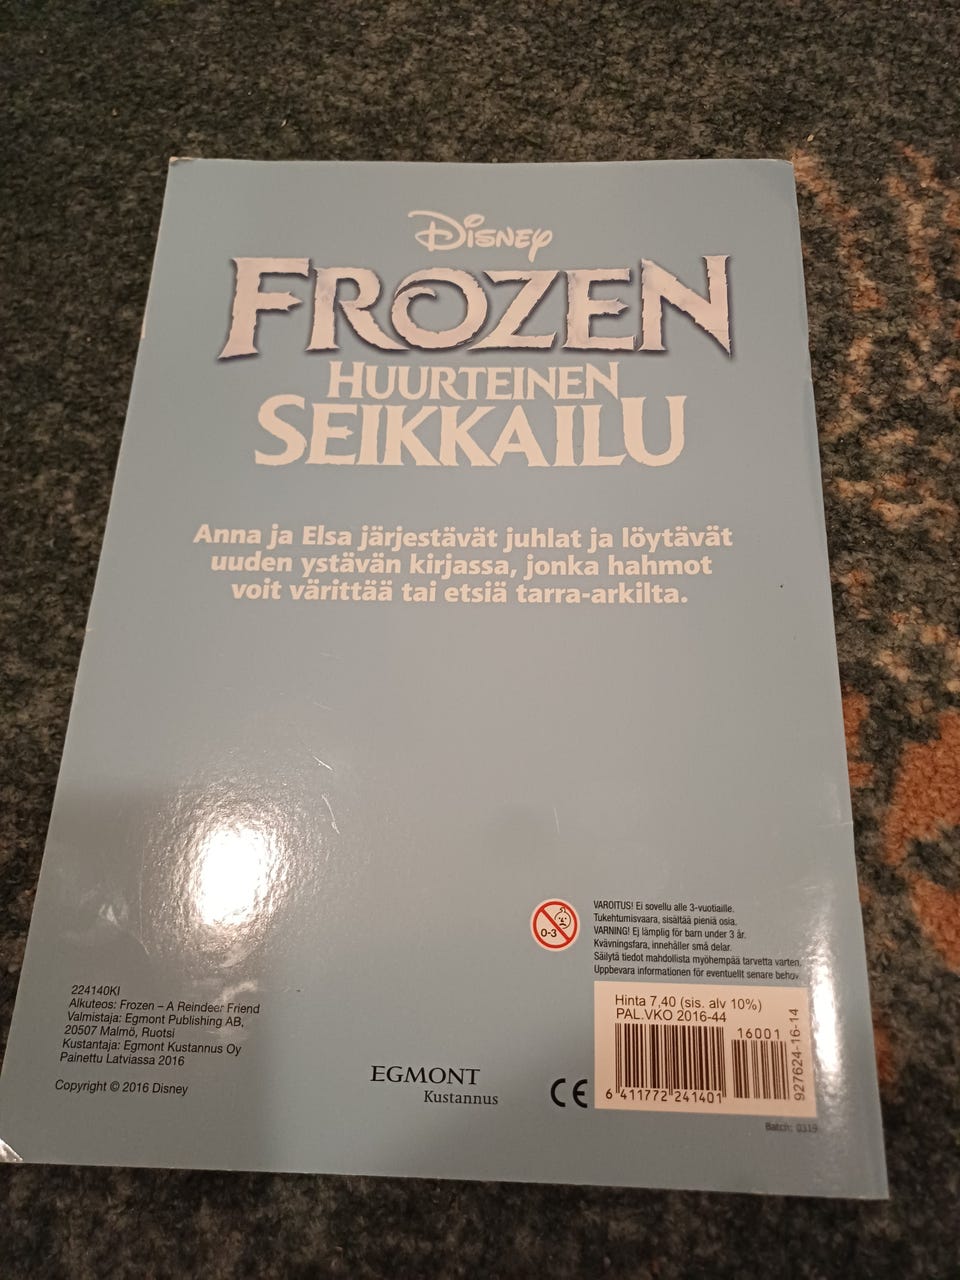 Disney
FROZEN
HUURTEINEN
SEIKKAILU
Anna ja Elsa järjestävät juhlat ja löytävät
uuden ystävän kirjassa, jonka hahmot
voit värittää tai etsiä tarra-arkilta.
0-3
VAROITUS! Ei sovellu alle 3-vuotiaille.
Tukehtumisvaara, sisältää pieniä osia.
VARNING! Ej lämplig för barn under 3 år.
Kvävningsfara, innehåller små delar.
Säilytä tiedot mahdollista myöhempää tarvetta varten.
Uppbevara informationen för eventuellt senare behov.
224140KI
Alkuteos: Frozen – A Reindeer Friend
Valmistaja: Egmont Publishing AB,
20507 Malmö, Ruotsi
Kustantaja: Egmont Kustannus Oy
Painettu Latviassa 2016
Copyright © 2016 Disney
EGMONT
Kustannus
CE
Hinta 7,40 (sis. alv 10%)
PAL.VKO 2016-44
16001
6 411772 241401
927624-16-14
Batch: 0319